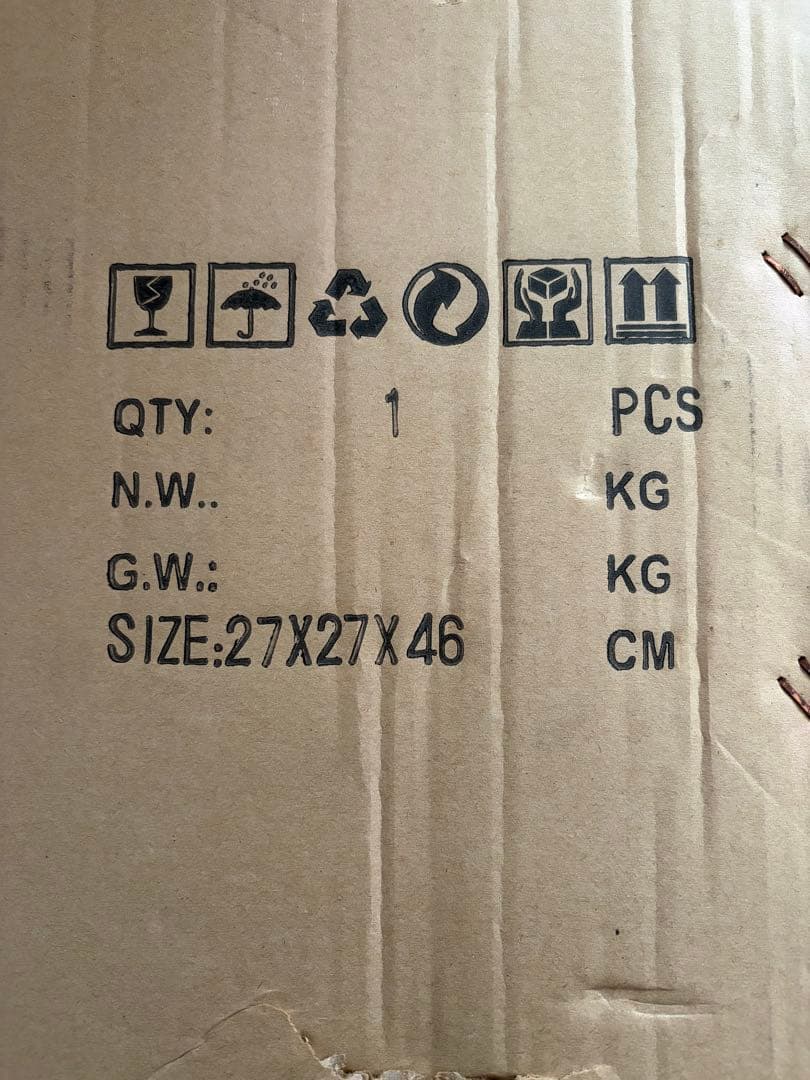 QTY: 1 PCS
N.W.. KG
G.W.: KG
SIZE:27X27X46 CM